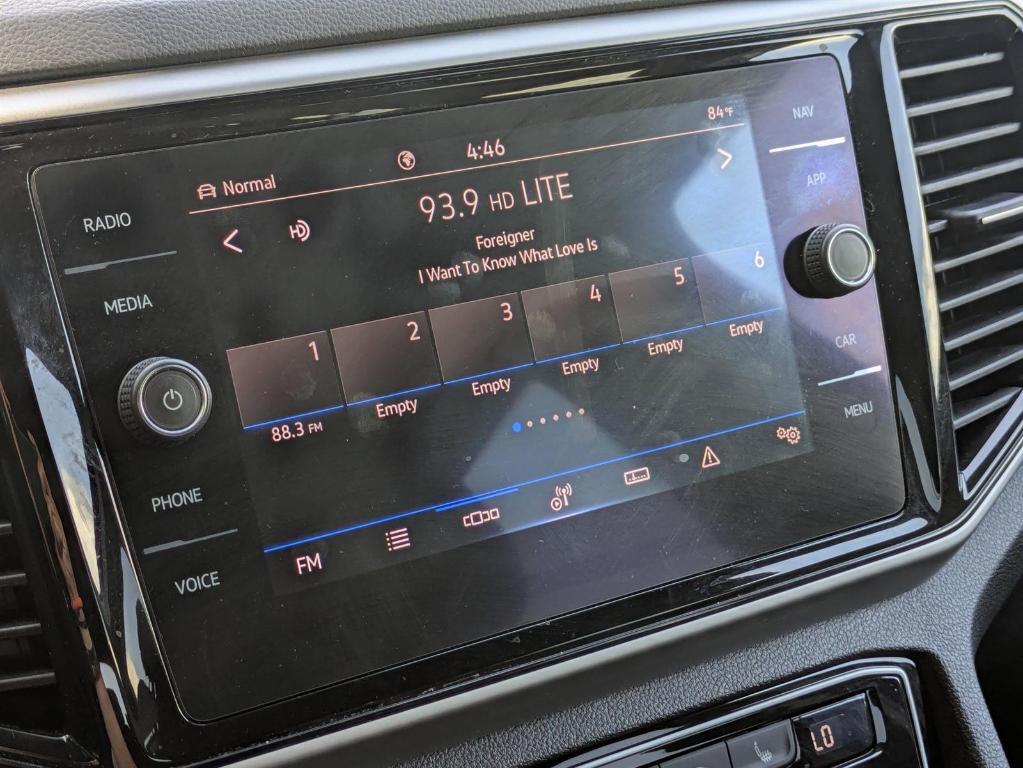 84°F
NAV
4:46
Normal
APP
93.9 HD LITE
RADIO
HD
Foreigner
I Want To Know What Love Is
MEDIA
1 2 3 4 5 6
88.3 FM Empty Empty Empty Empty Empty
CAR
MENU
PHONE
FM
VOICE
LO